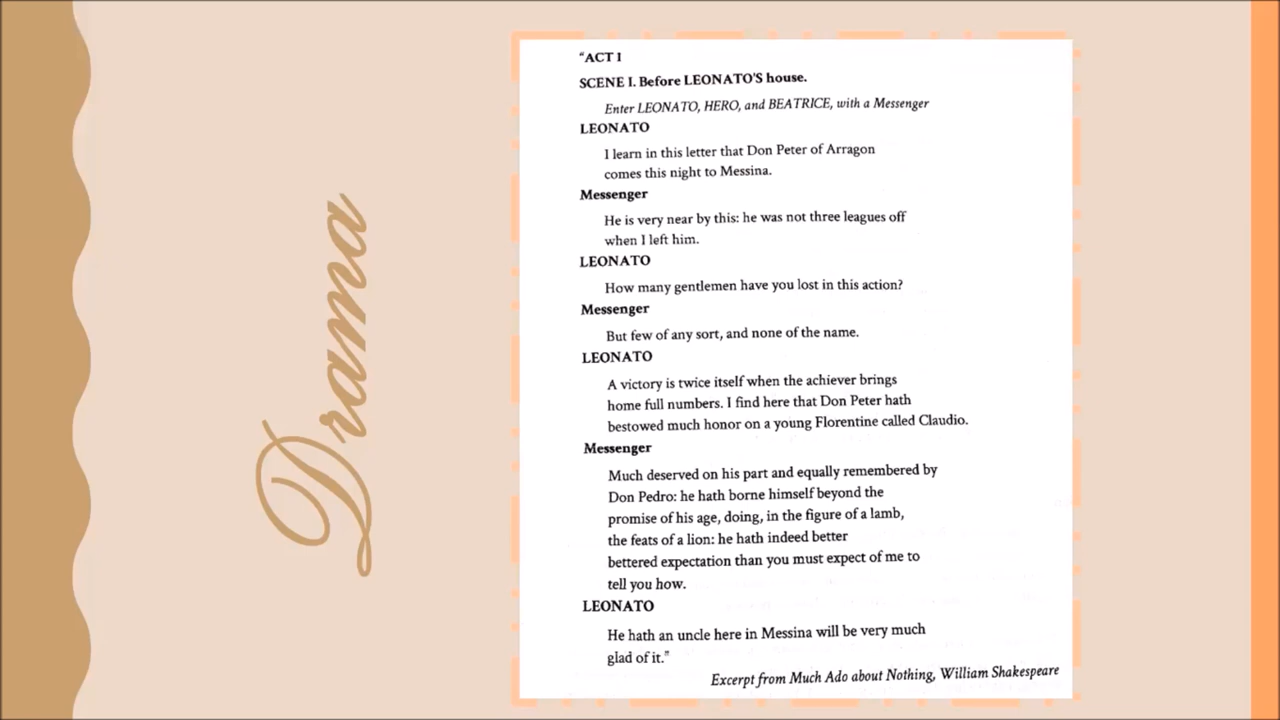 Drama
"ACT I
SCENE I. Before LEONATO'S house.
Enter LEONATO, HERO, and BEATRICE, with a Messenger
LEONATO
I learn in this letter that Don Peter of Arragon
comes this night to Messina.
Messenger
He is very near by this: he was not three leagues off
when I left him.
LEONATO
How many gentlemen have you lost in this action?
Messenger
But few of any sort, and none of the name.
LEONATO
A victory is twice itself when the achiever brings
home full numbers. I find here that Don Peter hath
bestowed much honor on a young Florentine called Claudio.
Messenger
Much deserved on his part and equally remembered by
Don Pedro: he hath borne himself beyond the
promise of his age, doing, in the figure of a lamb,
the feats of a lion: he hath indeed better
bettered expectation than you must expect of me to
tell you how.
LEONATO
He hath an uncle here in Messina will be very much
glad of it."
Excerpt from Much Ado about Nothing, William Shakespeare